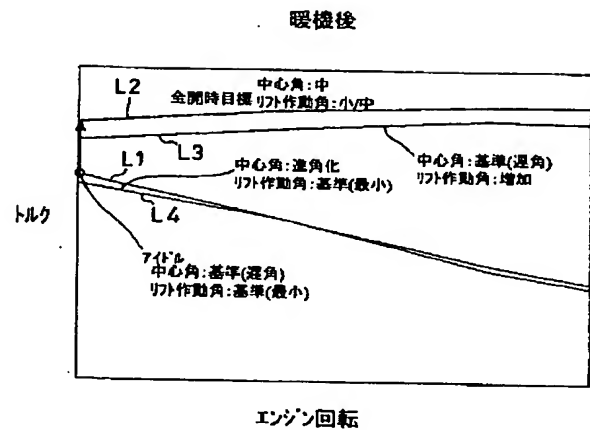 暖機後
L2
全開時目標
中心角:中
リフト作動角:小/中
L3
中心角:基準(遅角)
リフト作動角:増加
L1
中心角:進角化
リフト作動角:基準(最小)
L4
トルク
アイドル
中心角:基準(遅角)
リフト作動角:基準(最小)
エンジン回転